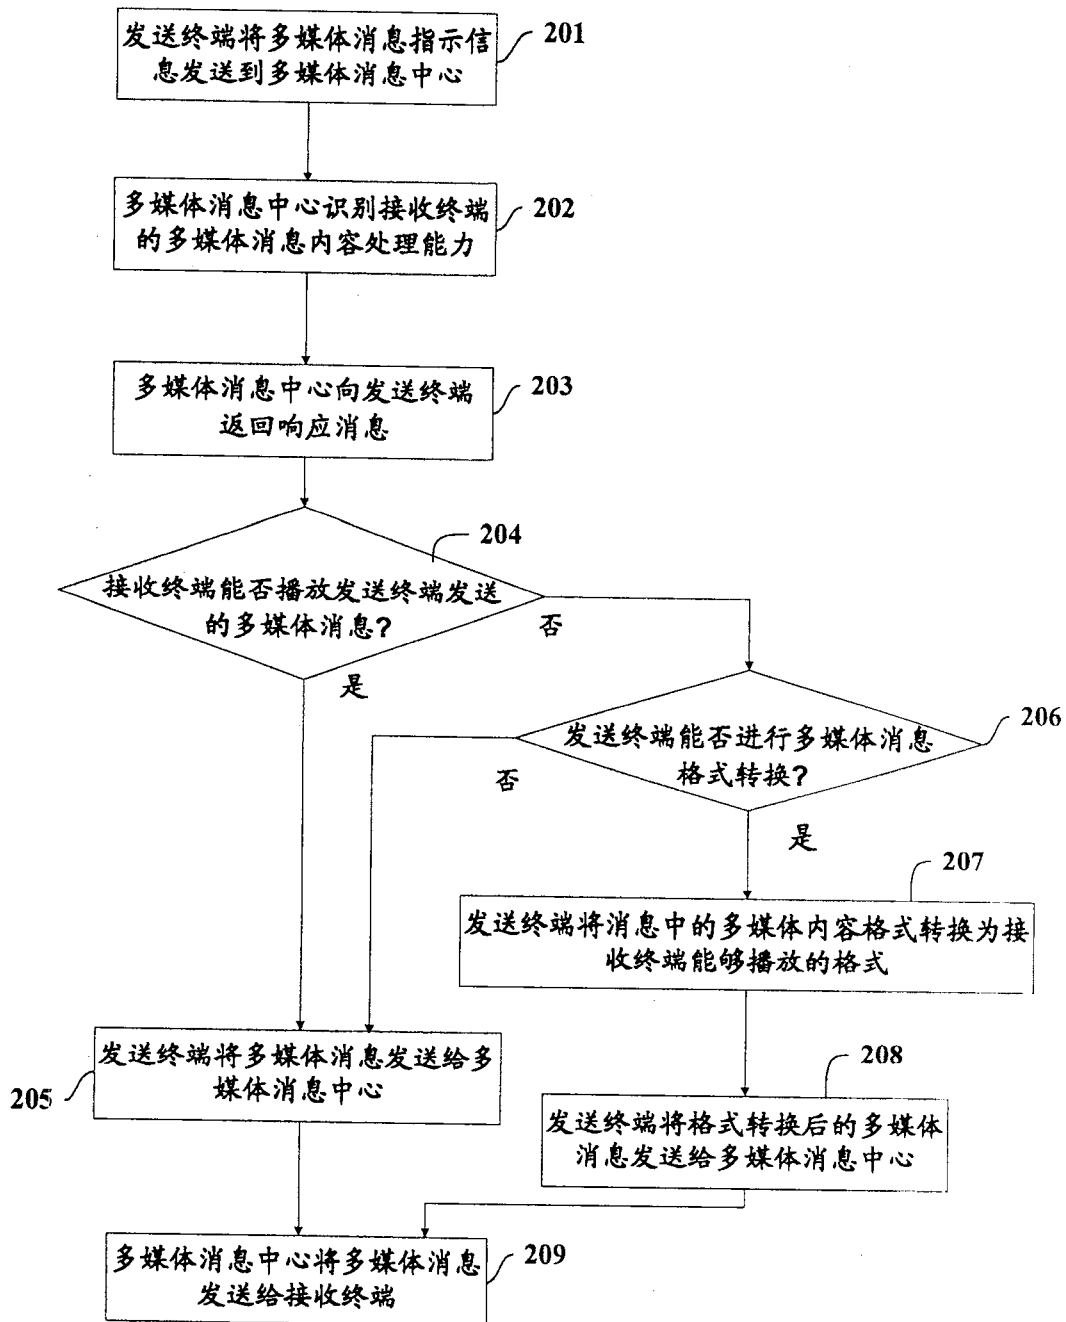 发送终端将多媒体消息指示信
息发送到多媒体消息中心
201
多媒体消息中心识别接收终端
的多媒体消息内容处理能力
202
多媒体消息中心向发送终端
返回响应消息
203
204
接收终端能否播放发送终端发送
的多媒体消息?
否
是
206
发送终端能否进行多媒体消息
格式转换?
否
是
207
发送终端将消息中的多媒体内容格式转换为接
收终端能够播放的格式
发送终端将多媒体消息发送给多
媒体消息中心
205
208
发送终端将格式转换后的多媒体
消息发送给多媒体消息中心
多媒体消息中心将多媒体消息
发送给接收终端
209